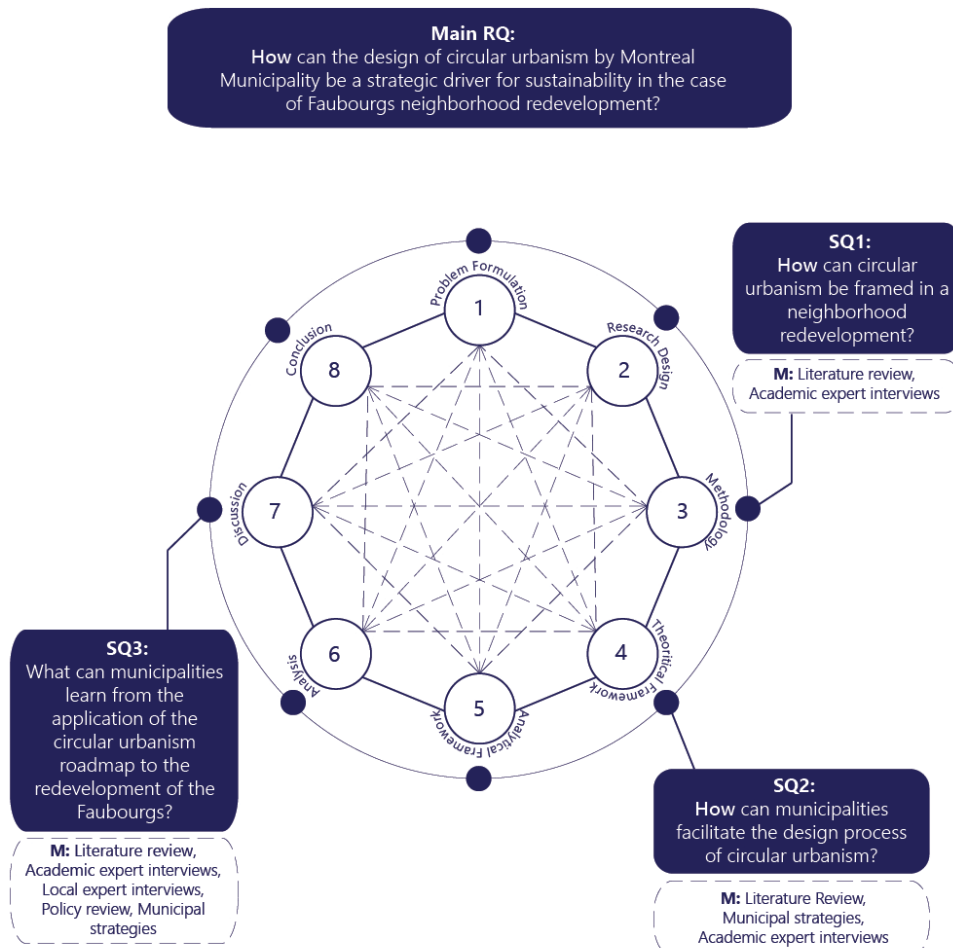 Main RQ:
How can the design of circular urbanism by Montreal
Municipality be a strategic driver for sustainability in the case
of Faubourgs neighborhood redevelopment?
SQ1:
How can circular
urbanism be framed in a
neighborhood
redevelopment?
M: Literature review,
Academic expert interviews
Problem Formulation
1
Research Design
2
Methodology
3
Theoritical Framework
4
Analytical Framework
5
Analysis
6
Discussion
7
Conclusion
8
SQ2:
How can municipalities
facilitate the design process
of circular urbanism?
M: Literature Review,
Municipal strategies,
Academic expert interviews
SQ3:
What can municipalities
learn from the
application of the
circular urbanism
roadmap to the
redevelopment of the
Faubourgs?
M: Literature review,
Academic expert interviews,
Local expert interviews,
Policy review, Municipal
strategies